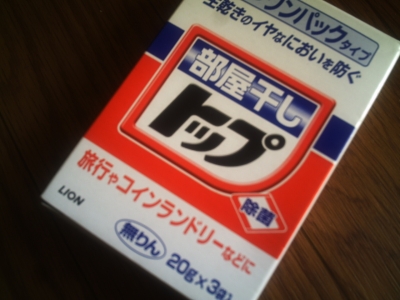 ワンパックタイプ
生乾きのイヤなにおいを防ぐ
部屋干し
トップ
除菌
旅行やコインランドリーなどに
LION
無りん
20g×3袋